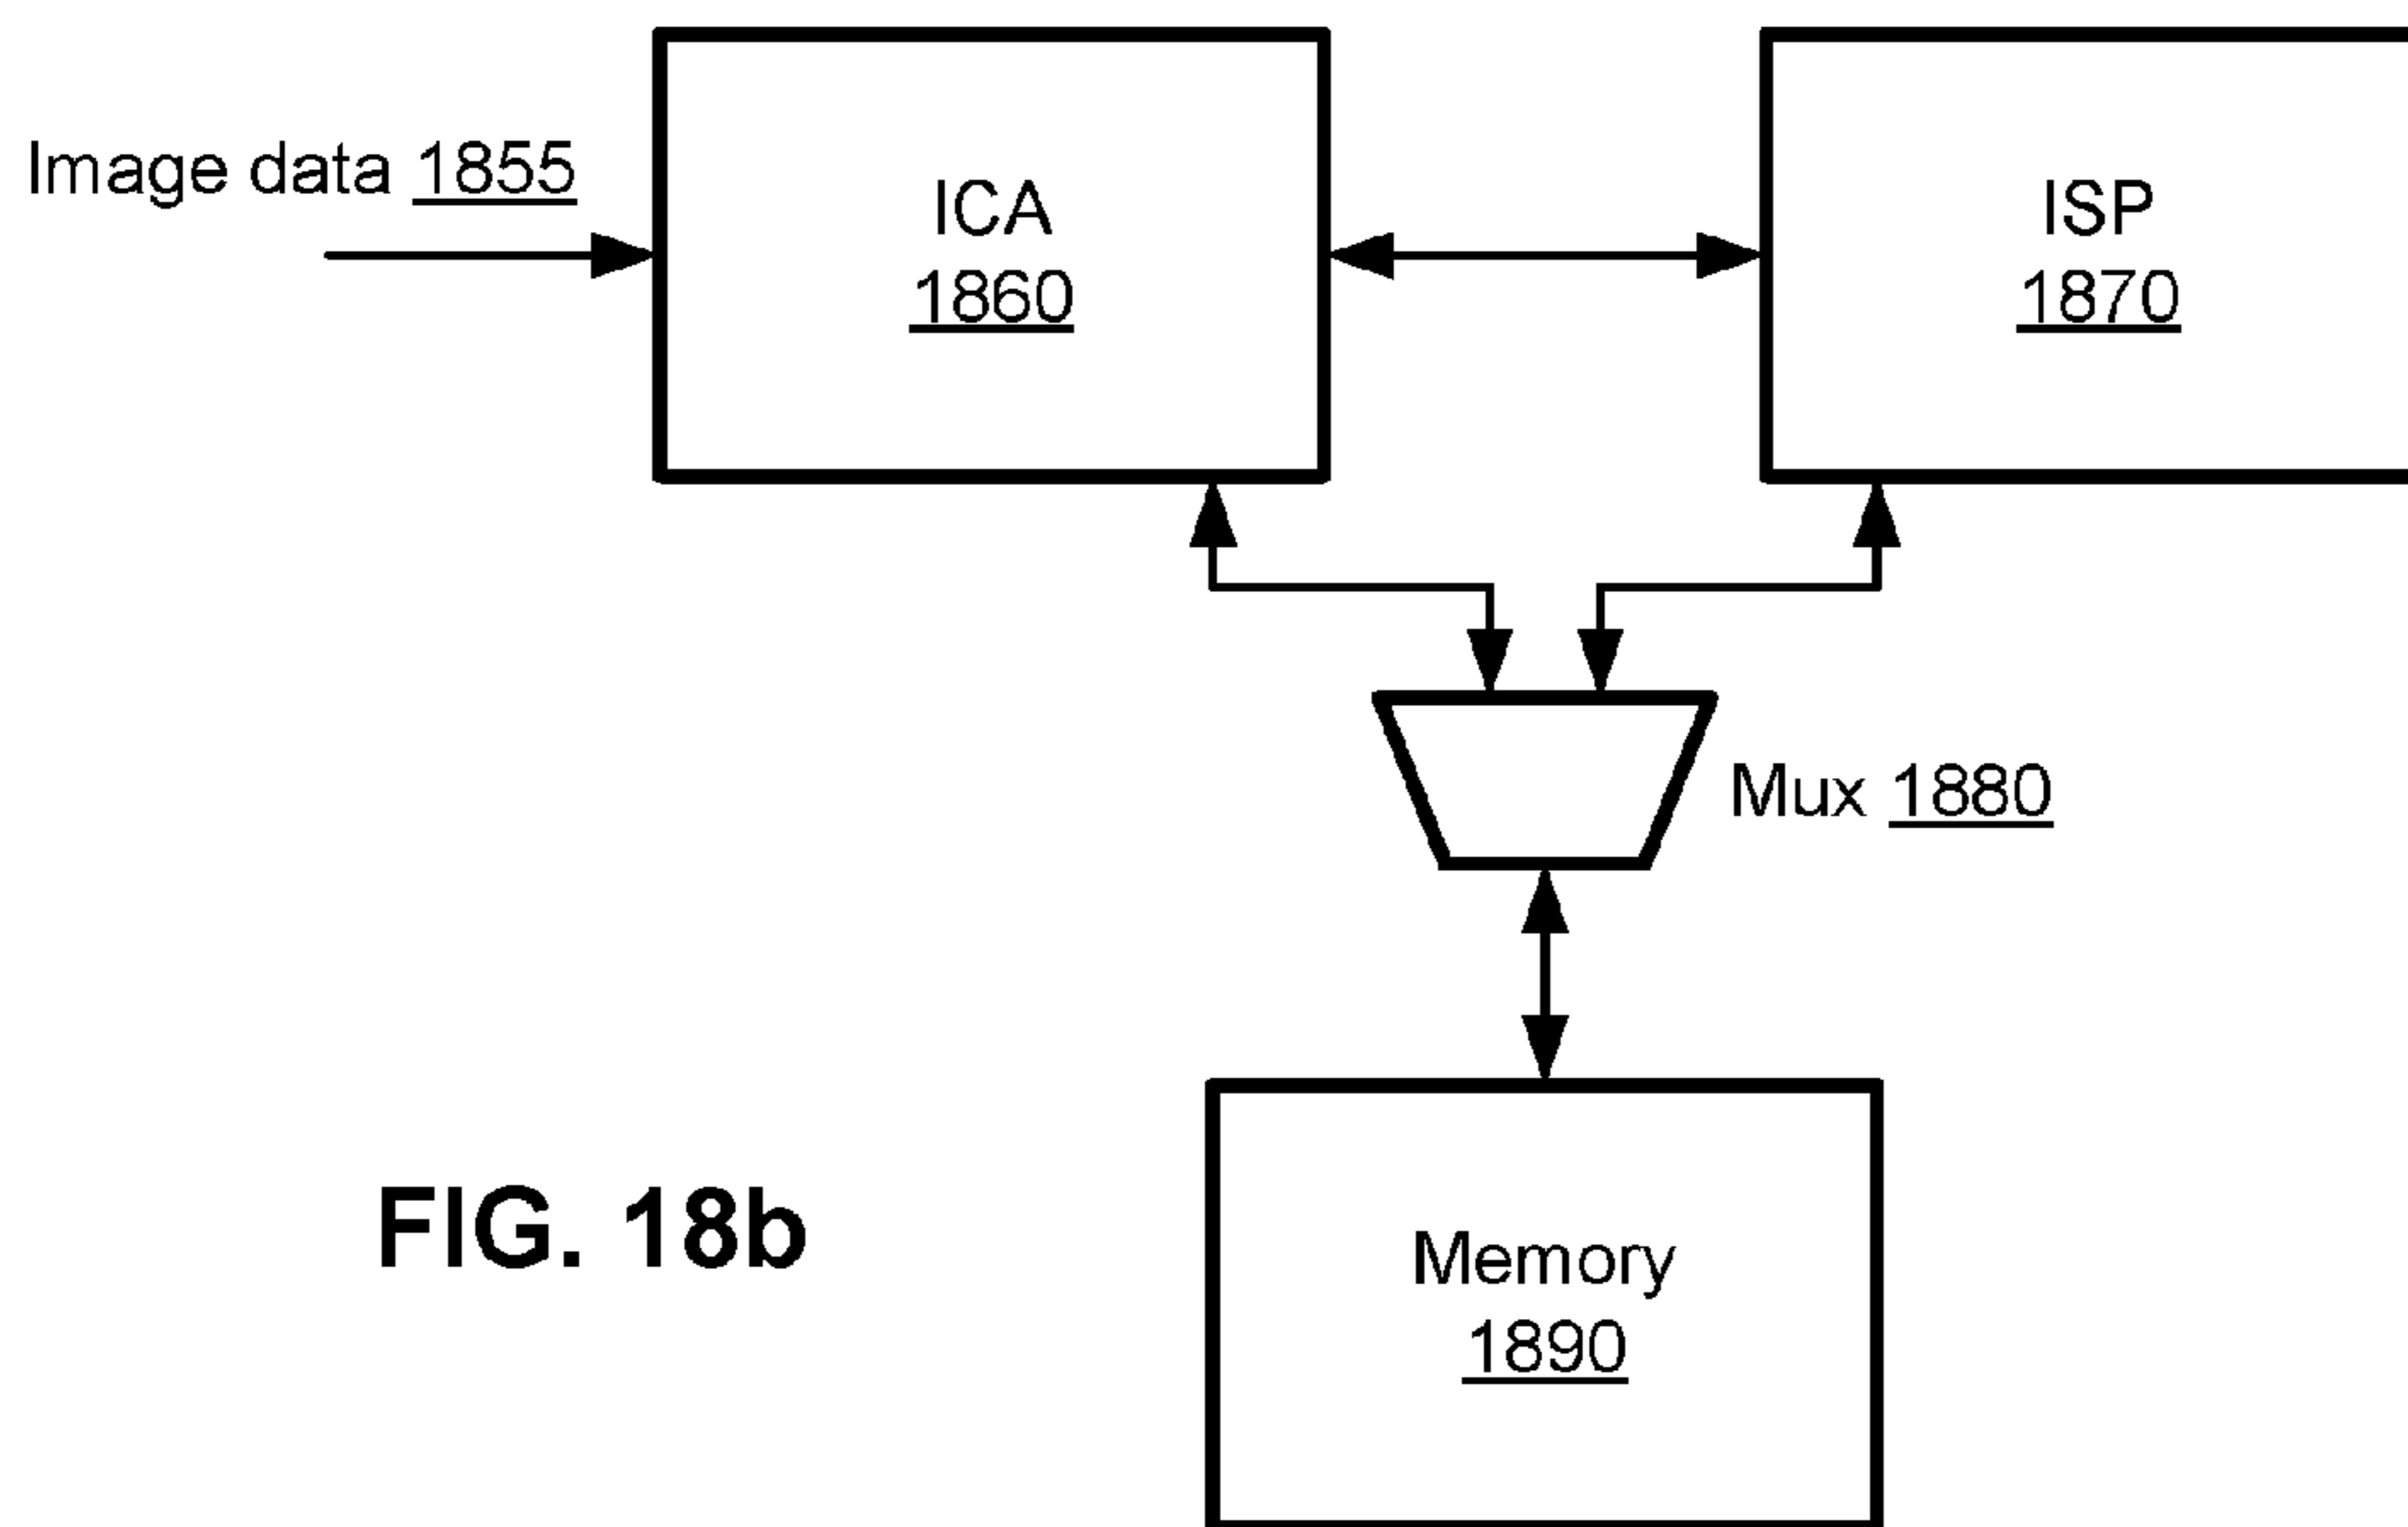 Image data 1855
ICA
1860
ISP
1870
Mux 1880
Memory
1890
FIG. 18b